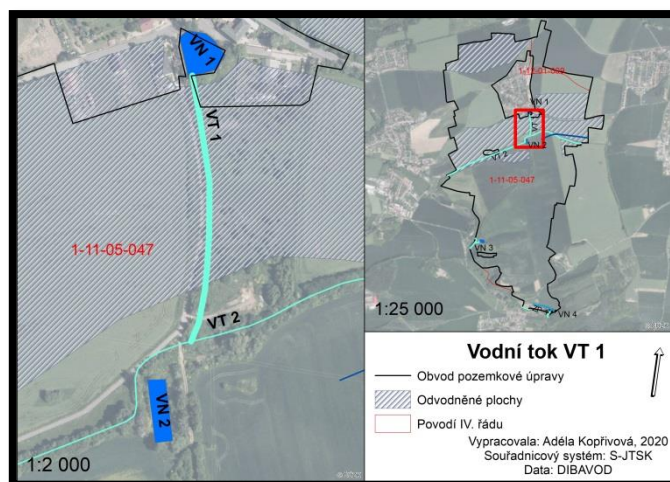 VN 1
VT 1
1-11-05-047
VT 2
VN 2
1:2 000
VN 1
VN 2
VT 2
1-11-05-047
VN 3
VN 4
1:25 000
Vodní tok VT 1
Obvod pozemkové úpravy
Odvodněné plochy
Povodí IV. řádu
Vypracovala: Adéla Kopřivová, 2020
Souřadnicový systém: S-JTSK
Data: DIBAVOD